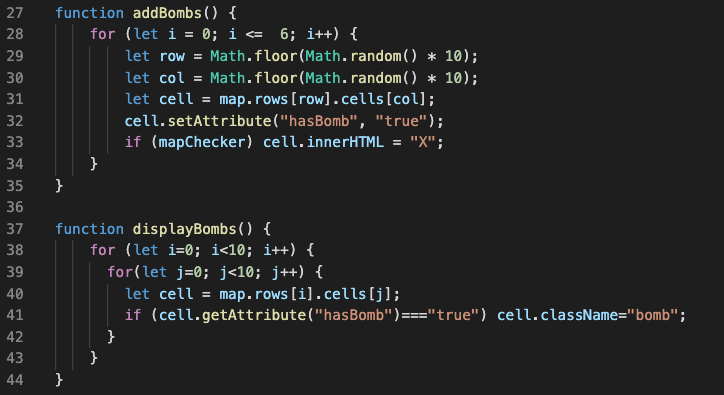 27 function addBombs() {
28     for (let i = 0; i <=  6; i++) {
29         let row = Math.floor(Math.random() * 10);
30         let col = Math.floor(Math.random() * 10);
31         let cell = map.rows[row].cells[col];
32         cell.setAttribute("hasBomb", "true");
33         if (mapChecker) cell.innerHTML = "X";
34     }
35 }
36
37 function displayBombs() {
38     for (let i=0; i<10; i++) {
39       for(let j=0; j<10; j++) {
40         let cell = map.rows[i].cells[j];
41         if (cell.getAttribute("hasBomb")==="true") cell.className="bomb";
42       }
43     }
44 }